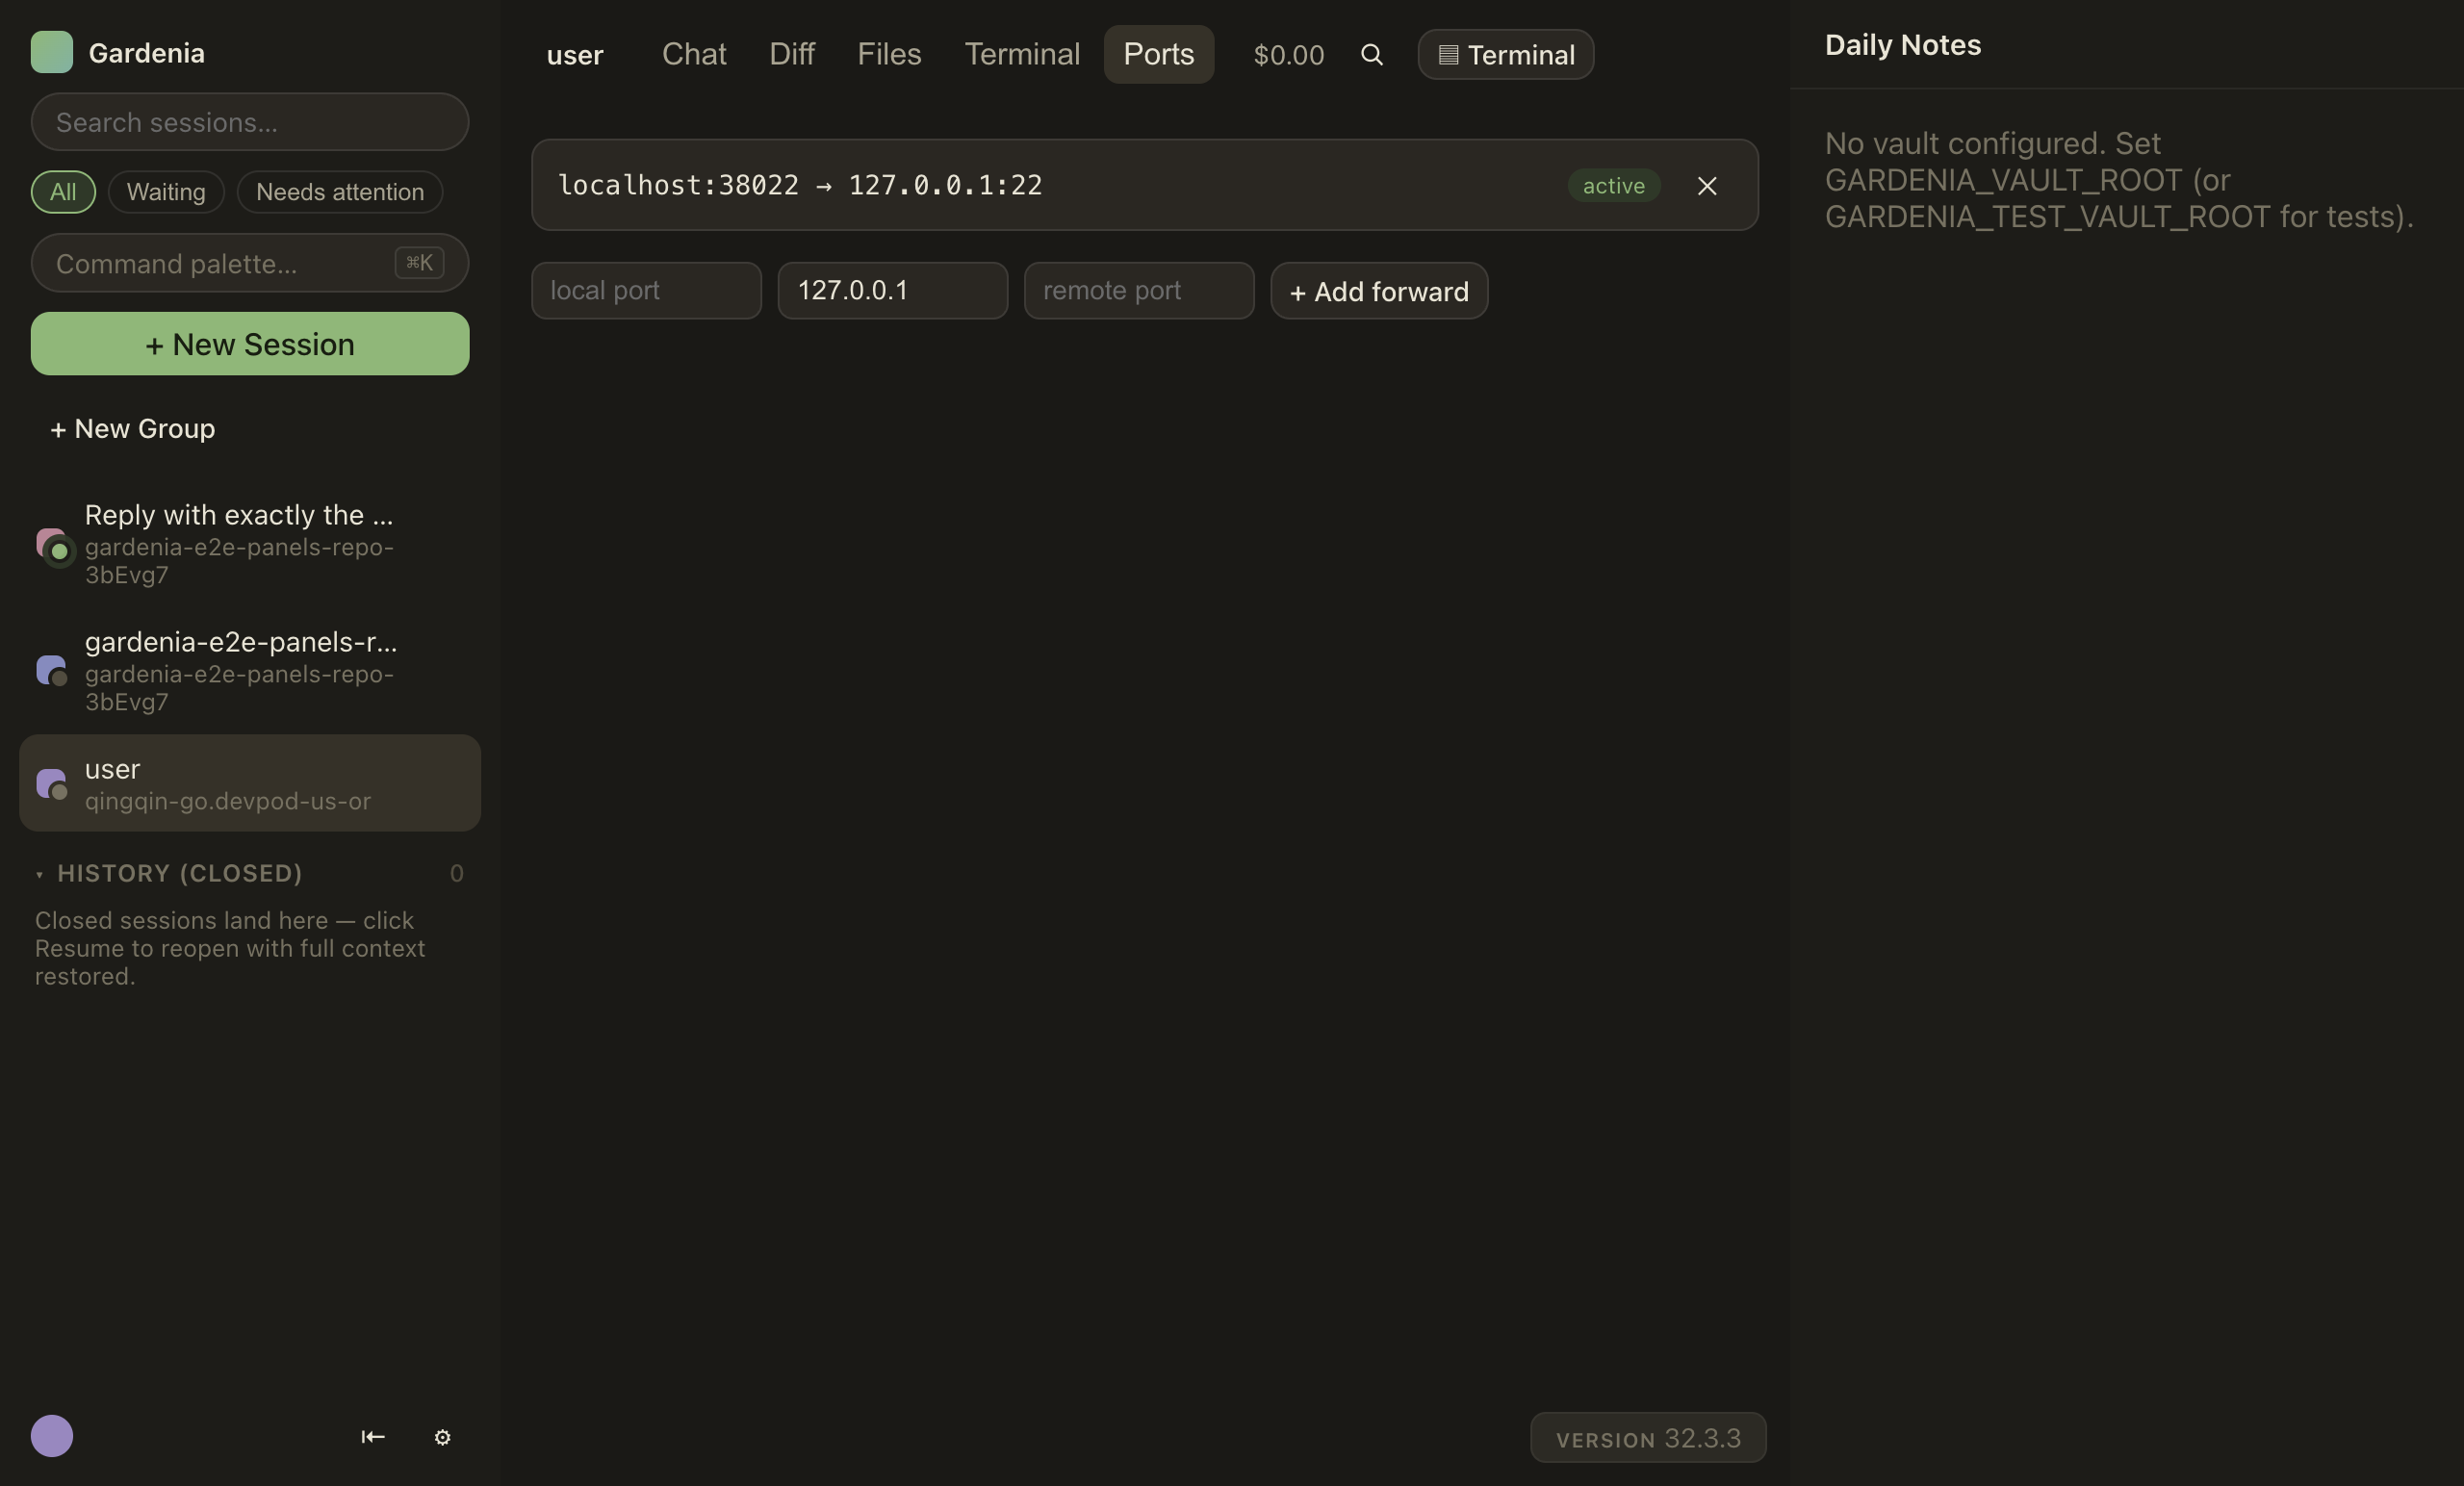 Gardenia
Search sessions...
All
Waiting
Needs attention
Command palette...
⌘K
+ New Session
+ New Group
Reply with exactly the ...
gardenia-e2e-panels-repo-
3bEvg7
gardenia-e2e-panels-r...
gardenia-e2e-panels-repo-
3bEvg7
user
qingqin-go.devpod-us-or
HISTORY (CLOSED)
0
Closed sessions land here — click
Resume to reopen with full context
restored.
user
Chat
Diff
Files
Terminal
Ports
$0.00
Terminal
localhost:38022 → 127.0.0.1:22
active
local port
127.0.0.1
remote port
+ Add forward
VERSION 32.3.3
Daily Notes
No vault configured. Set
GARDENIA_VAULT_ROOT (or
GARDENIA_TEST_VAULT_ROOT for tests).